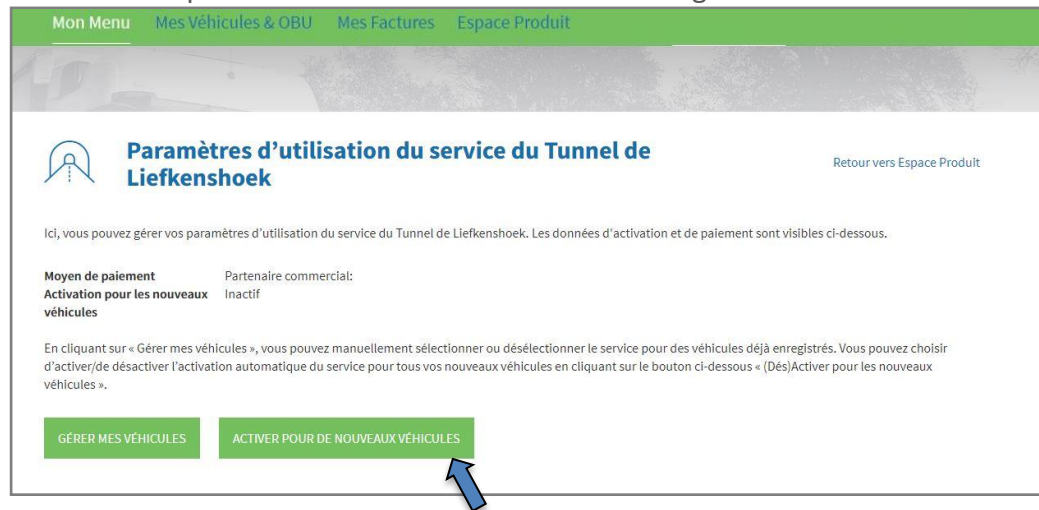 Mon Menu Mes Véhicules & OBU Mes Factures Espace Produit
Paramètres d’utilisation du service du Tunnel de
Liefkenshoek
Retour vers Espace Produit
Ici, vous pouvez gérer vos paramètres d’utilisation du service du Tunnel de Liefkenshoek. Les données d'activation et de paiement sont visibles ci-dessous.
Moyen de paiement Partenaire commercial:
Activation pour les nouveaux Inactif
véhicules
En cliquant sur « Gérer mes véhicules », vous pouvez manuellement sélectionner ou désélectionner le service pour des véhicules déjà enregistrés. Vous pouvez choisir
d’activer/de désactiver l’activation automatique du service pour tous vos nouveaux véhicules en cliquant sur le bouton ci-dessous « (Dés)Activer pour les nouveaux
véhicules ».
GÉRER MES VÉHICULES ACTIVER POUR DE NOUVEAUX VÉHICULES